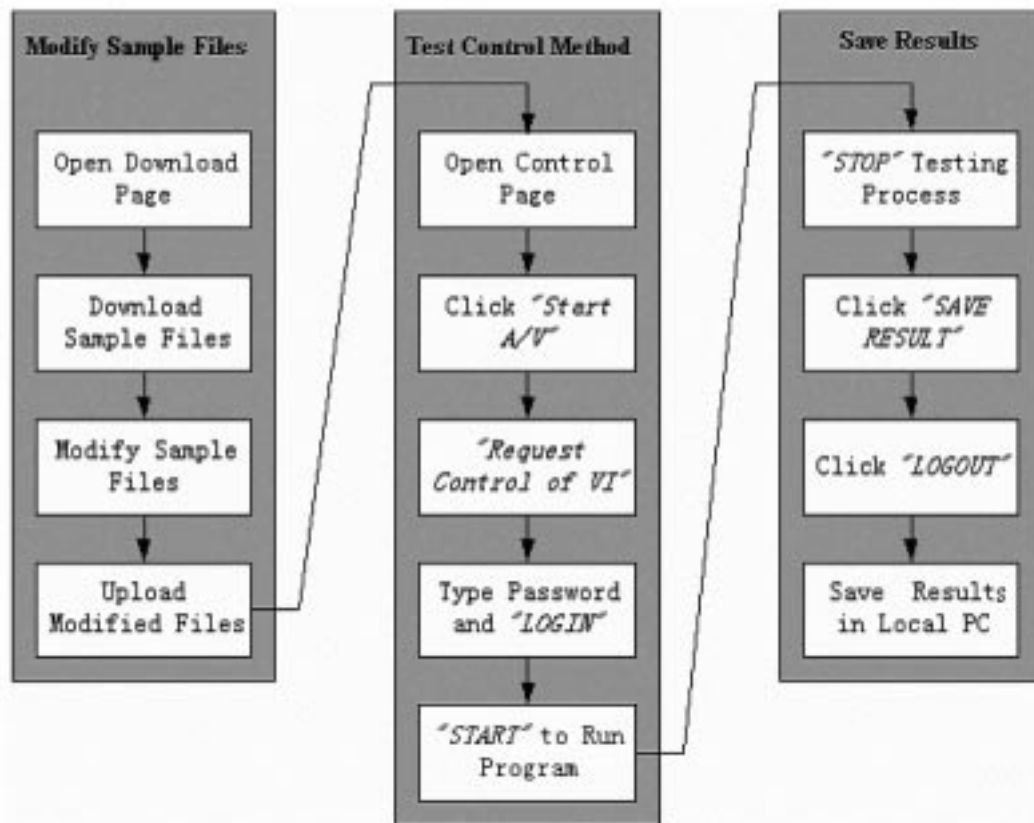 Modify Sample Files
Open Download
Page
Download
Sample Files
Modify Sample
Files
Upload
Modified Files
Test Control Method
Open Control
Page
Click "Start
A/V"
"Request
Control of VI"
Type Password
and "LOGIN"
"START" to Run
Program
Save Results
"STOP" Testing
Process
Click "SAVE
RESULT"
Click "LOGOUT"
Save Results
in Local PC